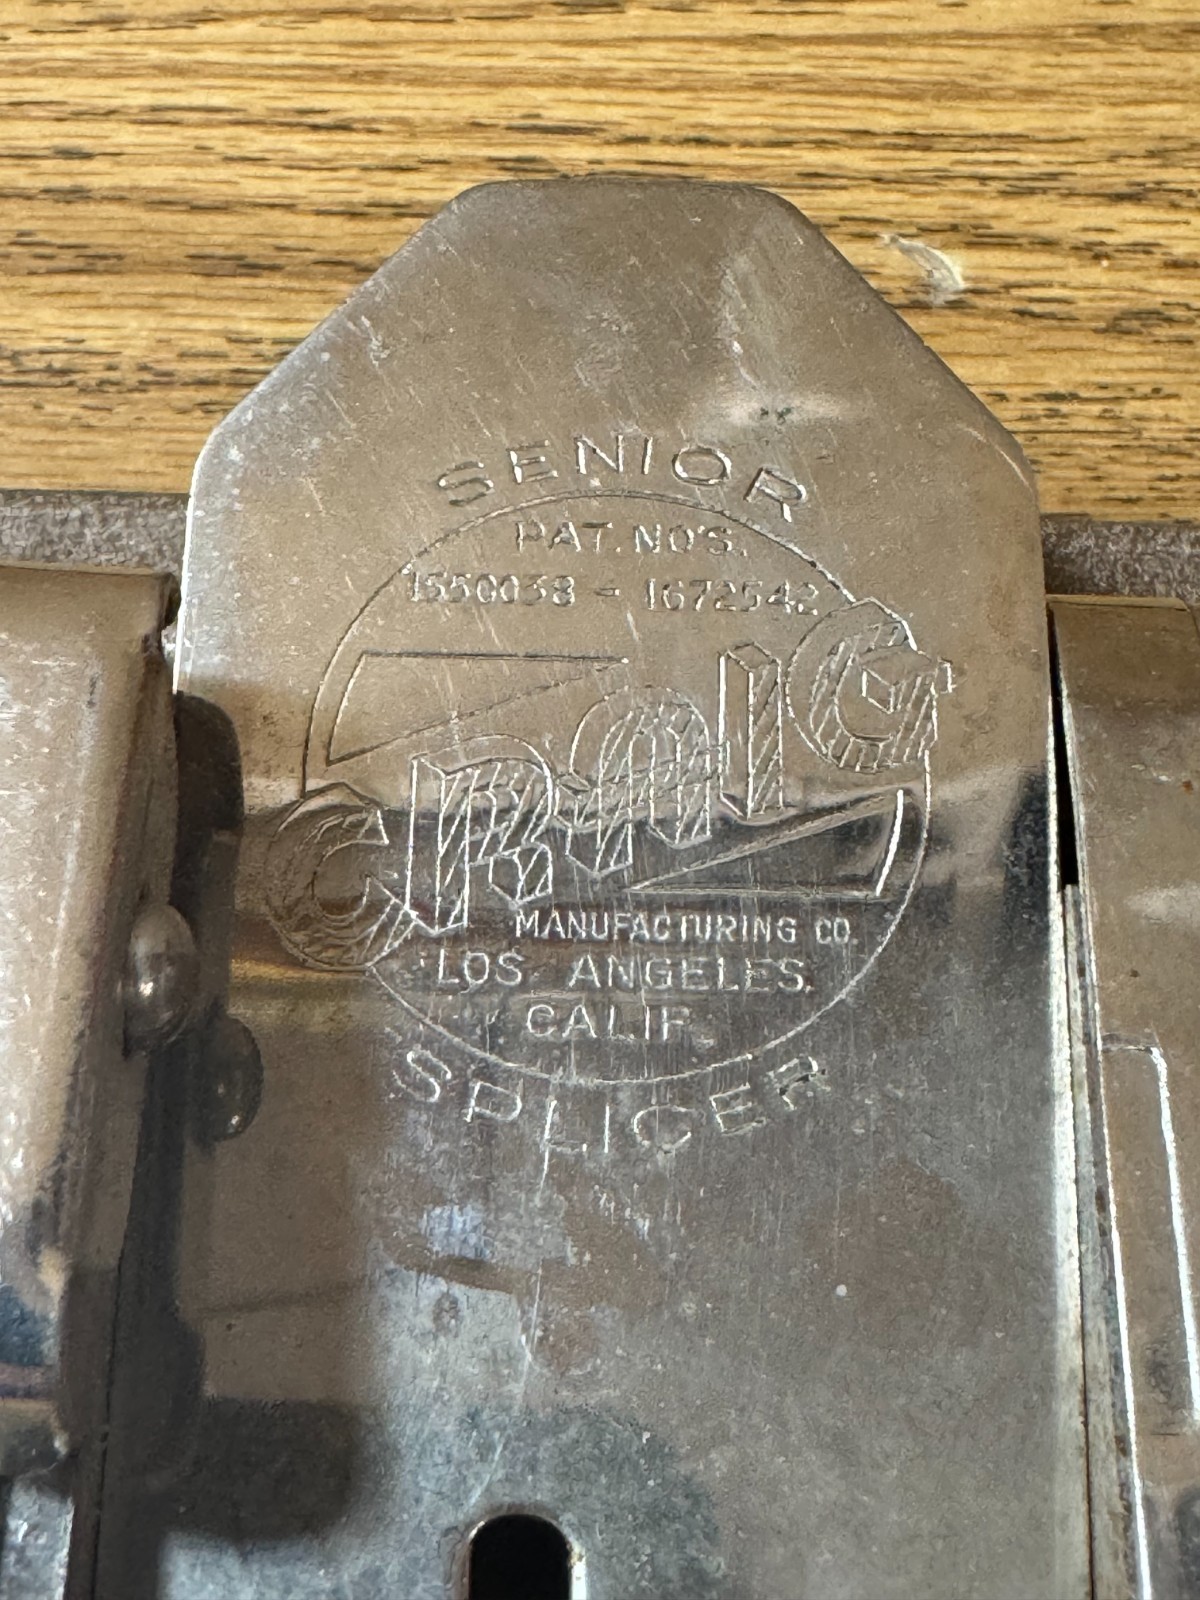 SENIOR
PAT. NO'S.
1550038 - 1672542
CRAIG
MANUFACTURING CO.
LOS ANGELES.
CALIF.
SPLICER